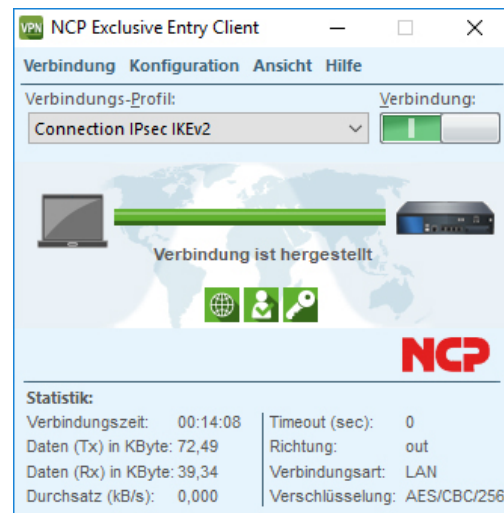 VPN NCP Exclusive Entry Client
Verbindung Konfiguration Ansicht Hilfe
Verbindungs-Profil: Verbindung:
Connection IPsec IKEv2
Verbindung ist hergestellt
NCP
Statistik:
Verbindungszeit: 00:14:08 Timeout (sec): 0
Daten (Tx) in KByte: 72,49 Richtung: out
Daten (Rx) in KByte: 39,34 Verbindungsart: LAN
Durchsatz (kB/s): 0,000 Verschlüsselung: AES/CBC/256